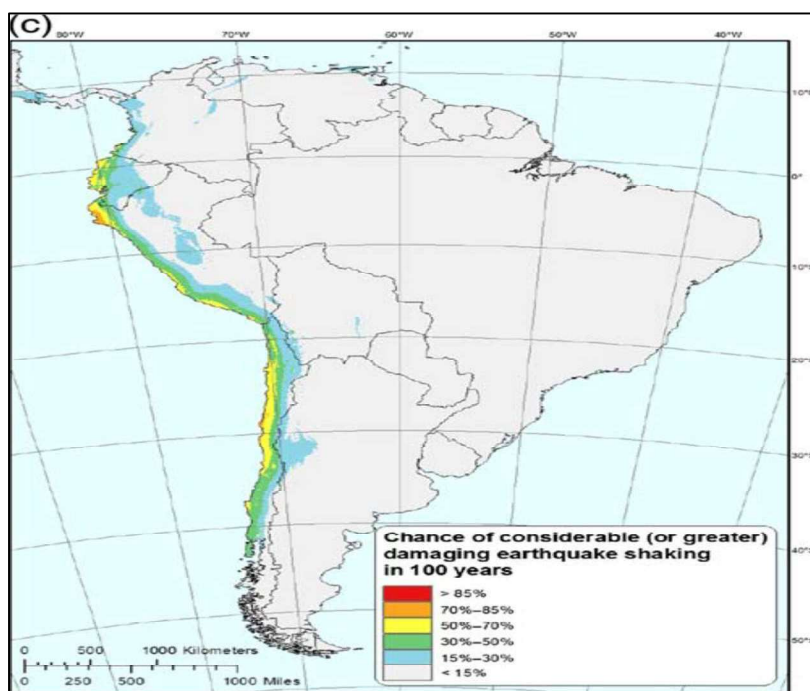 (C)
80°W 70°W 60°W 50°W 40°W
10°N
0°
10°S
20°S
30°S
40°S
50°S
Chance of considerable (or greater)
damaging earthquake shaking
in 100 years
> 85%
70%–85%
50%–70%
30%–50%
15%–30%
< 15%
0 500 1000 Kilometers
0 250 500 1000 Miles